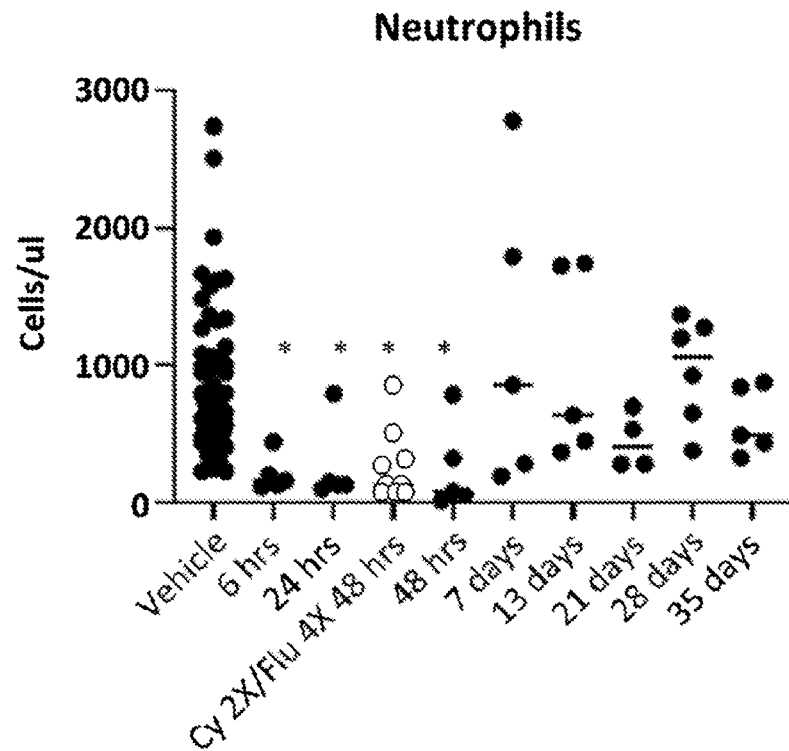 Neutrophils
Cells/ul
3000
2000
1000
0
* * * *
Vehicle
6 hrs
24 hrs
Cy 2X/Flu 4X 48 hrs
48 hrs
7 days
13 days
21 days
28 days
35 days